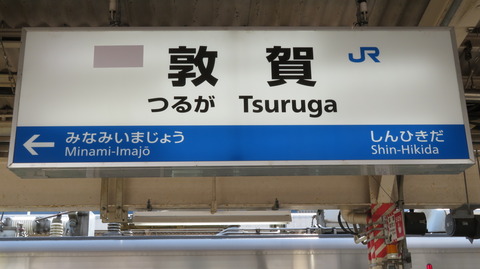 敦賀
JR
つるが Tsuruga
みなみいまじょう
Minami-Imajō
しんひきだ
Shin-Hikida